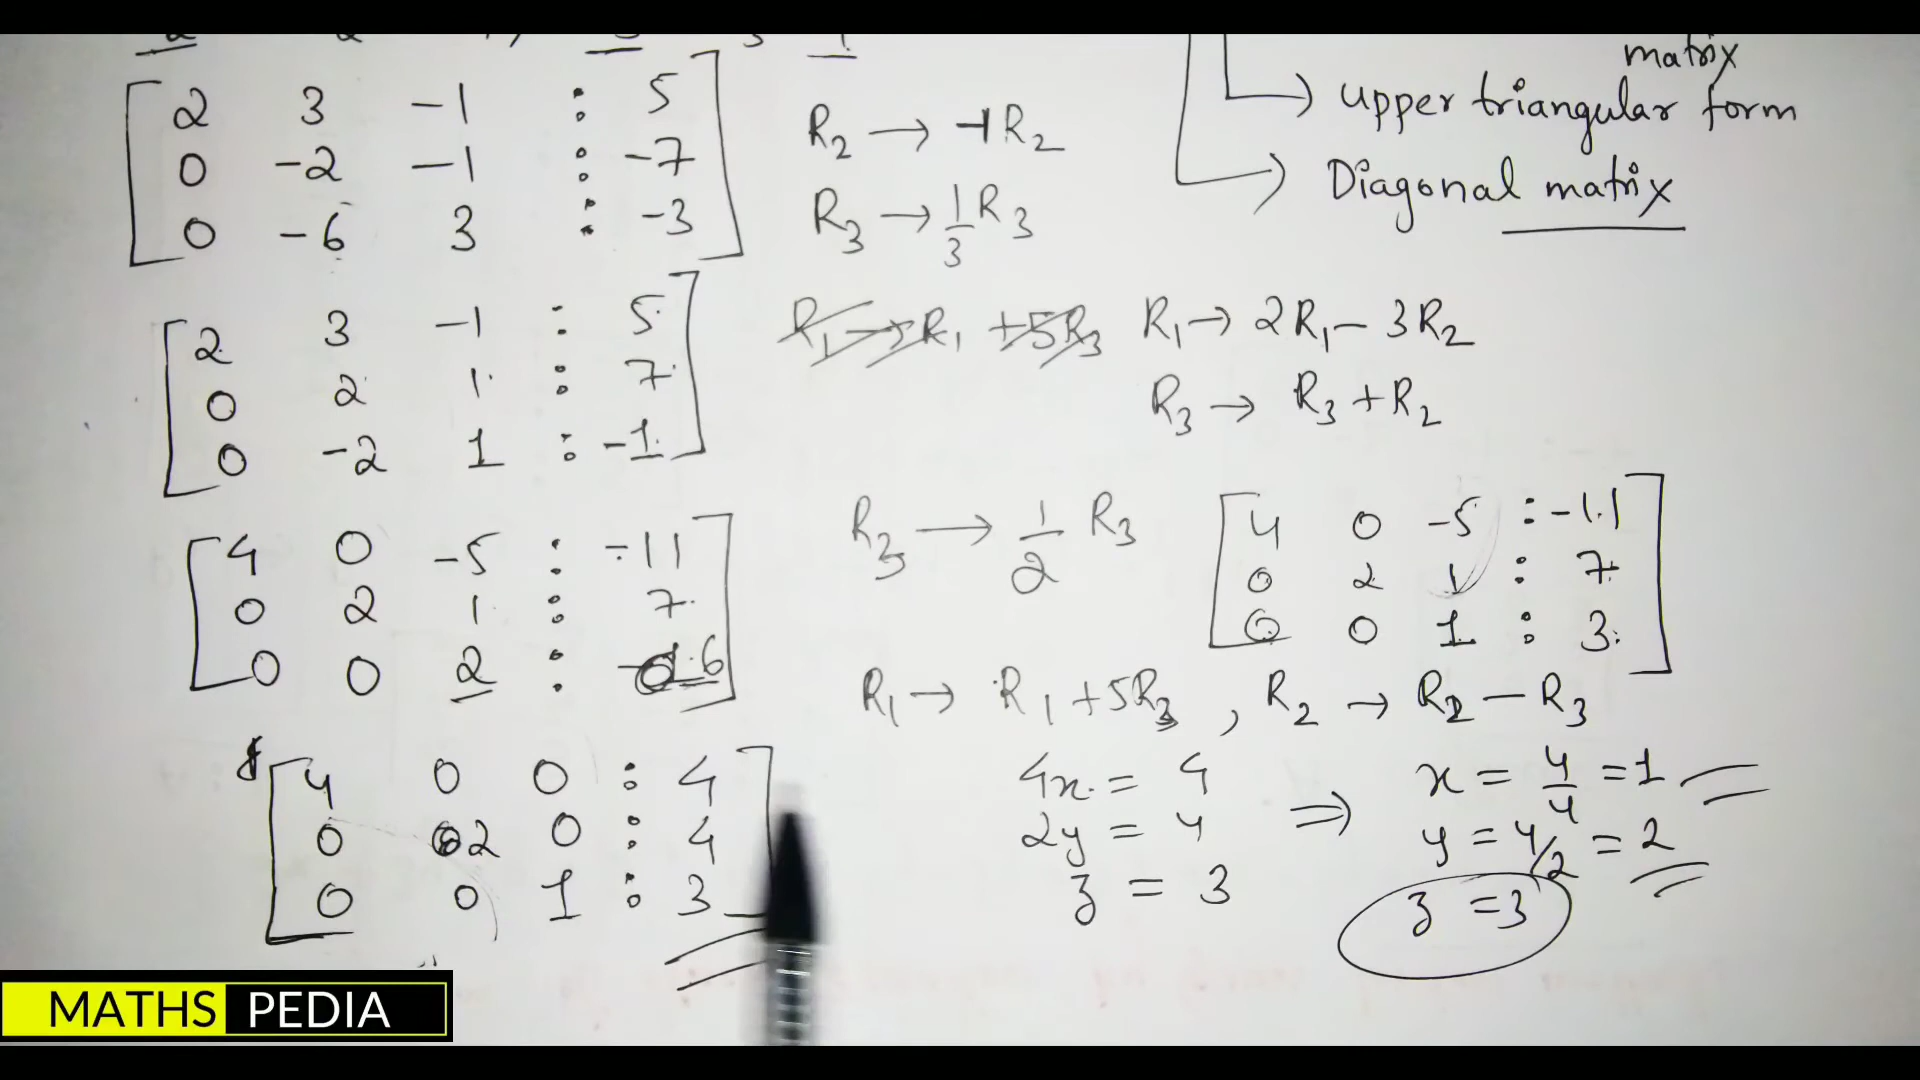 matrix
upper triangular form
Diagonal matrix
2 3 -1 : 5
0 -2 -1 : -7
0 -6 3 : -3
R2 → -1R2
R3 → 1/3 R3
2 3 -1 : 5
0 2 1 : 7
0 -2 1 : -1
R1 → R1 + 5R3 R1 → 2R1 - 3R2
R3 → R3 + R2
4 0 -5 : -11
0 2 1 : 7
0 0 2 : 6
R3 → 1/2 R3
4 0 -5 : -11
0 2 1 : 7
0 0 1 : 3
R1 → R1 + 5R3 , R2 → R2 - R3
4 0 0 : 4
0 2 0 : 4
0 0 1 : 3
4x = 4 ⇒ x = 4/4 = 1
2y = 4 y = 4/2 = 2
z = 3 z = 3
MATHS PEDIA